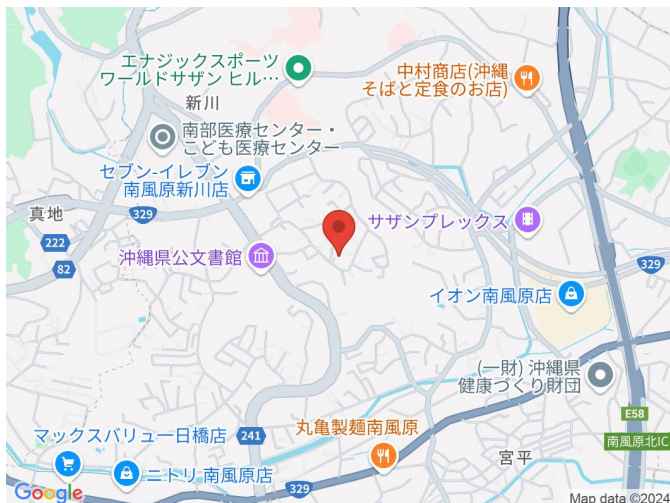 エナジックスポーツ
ワールドサザン ヒル…
中村商店(沖縄
そばと定食のお店)
新川
南部医療センター・
こども医療センター
セブン-イレブン
南風原新川店
真地
329
サザンプレックス
222
沖縄県公文書館
329
82
イオン南風原店
(一財) 沖縄県
健康づくり財団
E58
丸亀製麺南風原
マックスバリュ一日橋店
241
南風原北IC
宮平
ニトリ 南風原店
Google
329
Map data ©2024